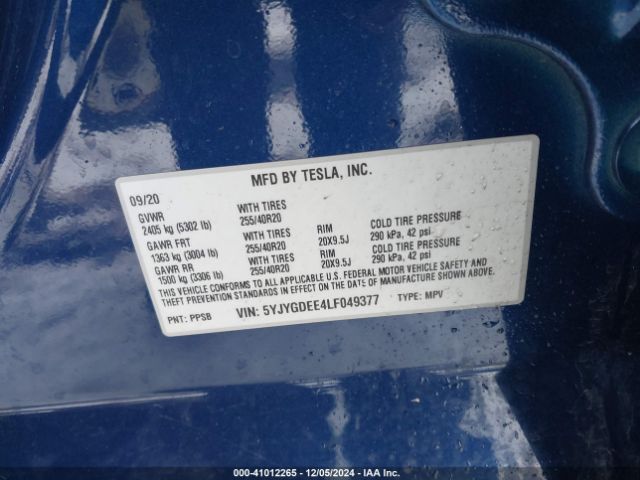 MFD BY TESLA, INC.
09/20
GVWR WITH TIRES
2405 kg (5302 lb) 255/40R20 RIM COLD TIRE PRESSURE
GAWR FRT WITH TIRES 20X9.5J 290 kPa, 42 psi
1363 kg (3004 lb) 255/40R20 RIM COLD TIRE PRESSURE
GAWR RR WITH TIRES 20X9.5J 290 kPa, 42 psi
1500 kg (3306 lb) 255/40R20
THIS VEHICLE CONFORMS TO ALL APPLICABLE U.S. FEDERAL MOTOR VEHICLE SAFETY AND
THEFT PREVENTION STANDARDS IN EFFECT ON THE DATE OF MANUFACTURE SHOWN ABOVE.
PNT: PPSB VIN: 5YJYGDEE4LF049377 TYPE: MPV
000-41012265 - 12/05/2024 - IAA Inc.